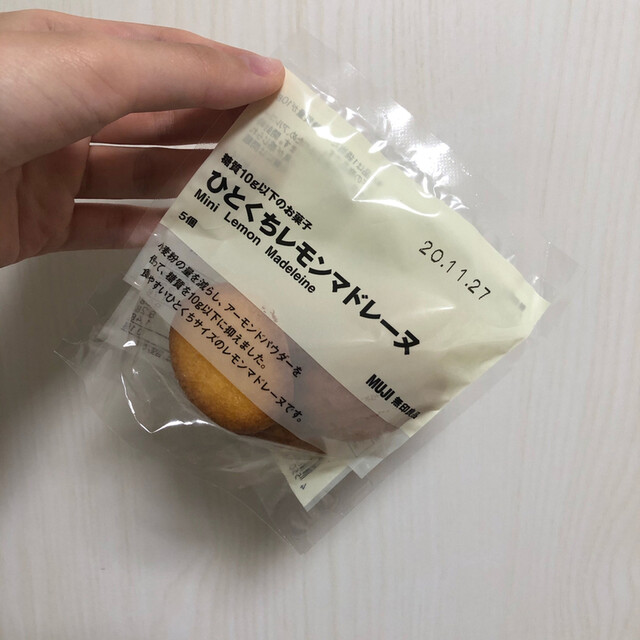 糖質10g以下のお菓子
ひとくちレモンマドレーヌ
Mini Lemon Madeleine
5個
20.11.27
小麦粉の量を減らし、アーモンドパウダーを
使って、糖質を10g以下に抑えました。
食べやすいひとくちサイズのレモンマドレーヌです。
MUJI 無印良品